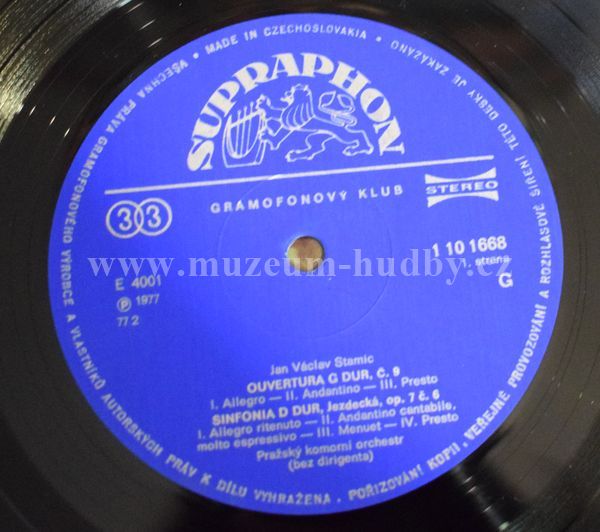 MADE IN CZECHOSLOVAKIA • VŠECHNA PRÁVA GRAMOFONOVÉHO VÝROBCE A VLASTNÍKŮ AUTORSKÝCH PRÁV K DÍLU VYHRAŽENA. POŘIZOVÁNÍ KOPIÍ, VEŘEJNÉ PROVOZOVÁNÍ A ROZHLASOVÉ ŠÍŘENÍ TÉTO DESKY JE ZAKÁZÁNO
SUPRAPHON
GRAMOFONOVÝ KLUB
STEREO
33
1 10 1668
1. strana
G
www.muzeum-hudby.cz
E 4001
℗ 1977
77 2
Jan Václav Stamic
OUVERTURA G DUR, č. 9
I. Allegro — II. Andantino — III. Presto
SINFONIA D DUR, Jezdecká, op. 7 č. 6
I. Allegro ritenuto — II. Andantino cantabile,
molto espressivo — III. Menuet — IV. Presto
Pražský komorní orchestr
(bez dirigenta)